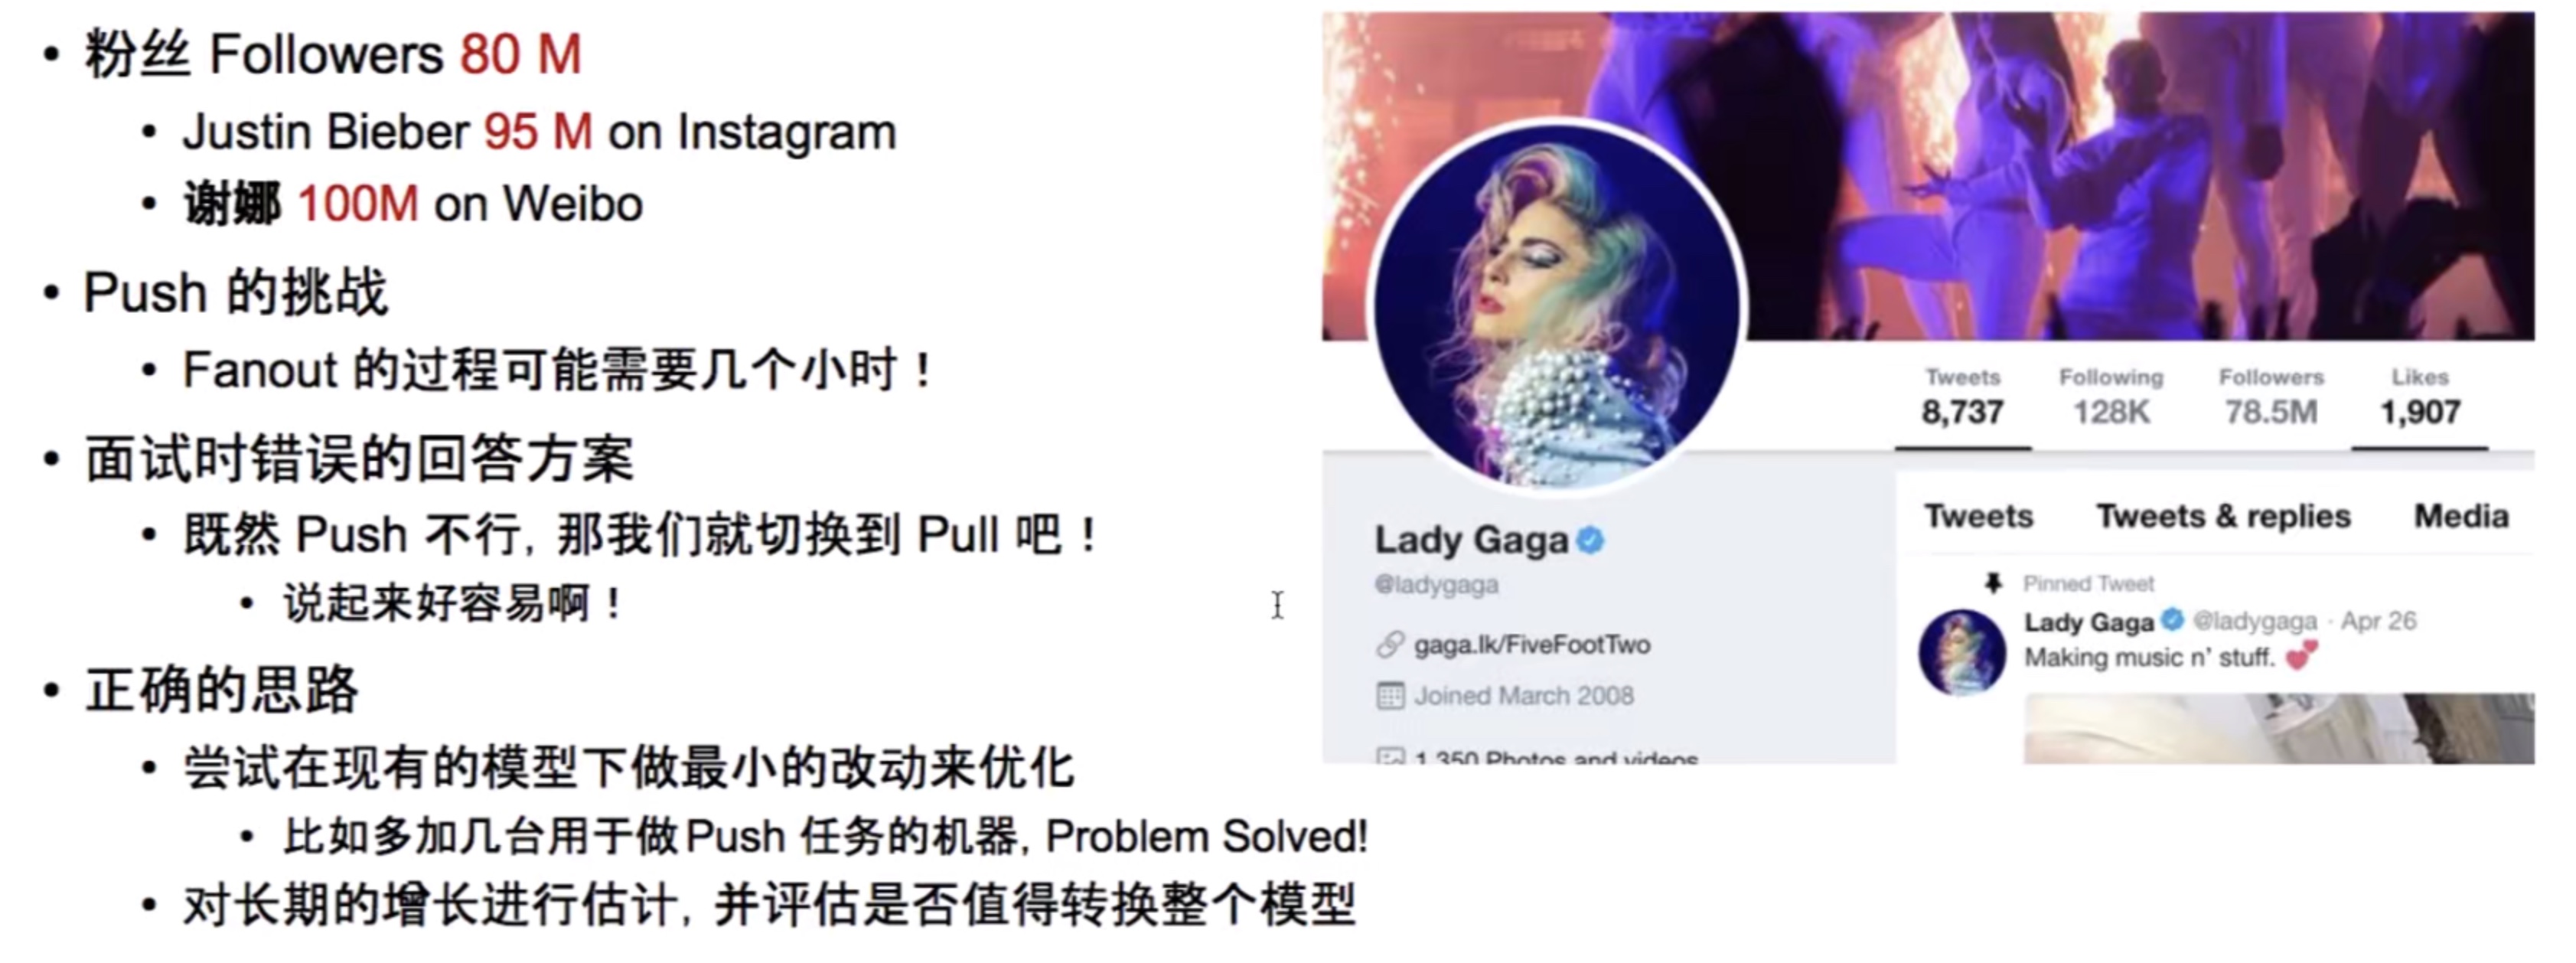 • 粉丝 Followers 80 M
• Justin Bieber 95 M on Instagram
• 谢娜 100M on Weibo
• Push 的挑战
• Fanout 的过程可能需要几个小时！
• 面试时错误的回答方案
• 既然 Push 不行, 那我们就切换到 Pull 吧！
• 说起来好容易啊！
• 正确的思路
• 尝试在现有的模型下做最小的改动来优化
• 比如多加几台用于做Push 任务的机器, Problem Solved!
• 对长期的增长进行估计, 并评估是否值得转换整个模型
Tweets Following Followers Likes
8,737 128K 78.5M 1,907
Lady Gaga
@ladygaga
gaga.lk/FiveFootTwo
Joined March 2008
1,350 Photos and videos
Tweets Tweets & replies Media
Pinned Tweet
Lady Gaga @ladygaga · Apr 26
Making music n' stuff. 💕